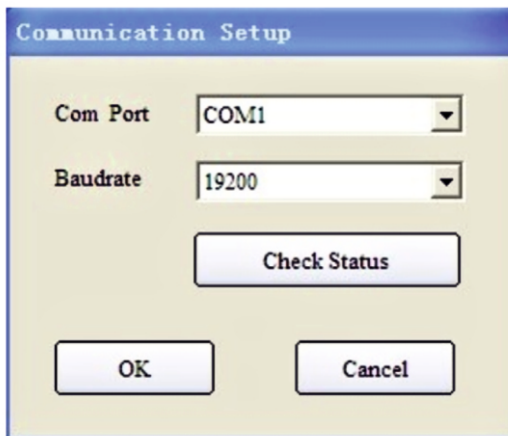 Communication Setup
Com Port COM1
Baudrate 19200
Check Status
OK Cancel